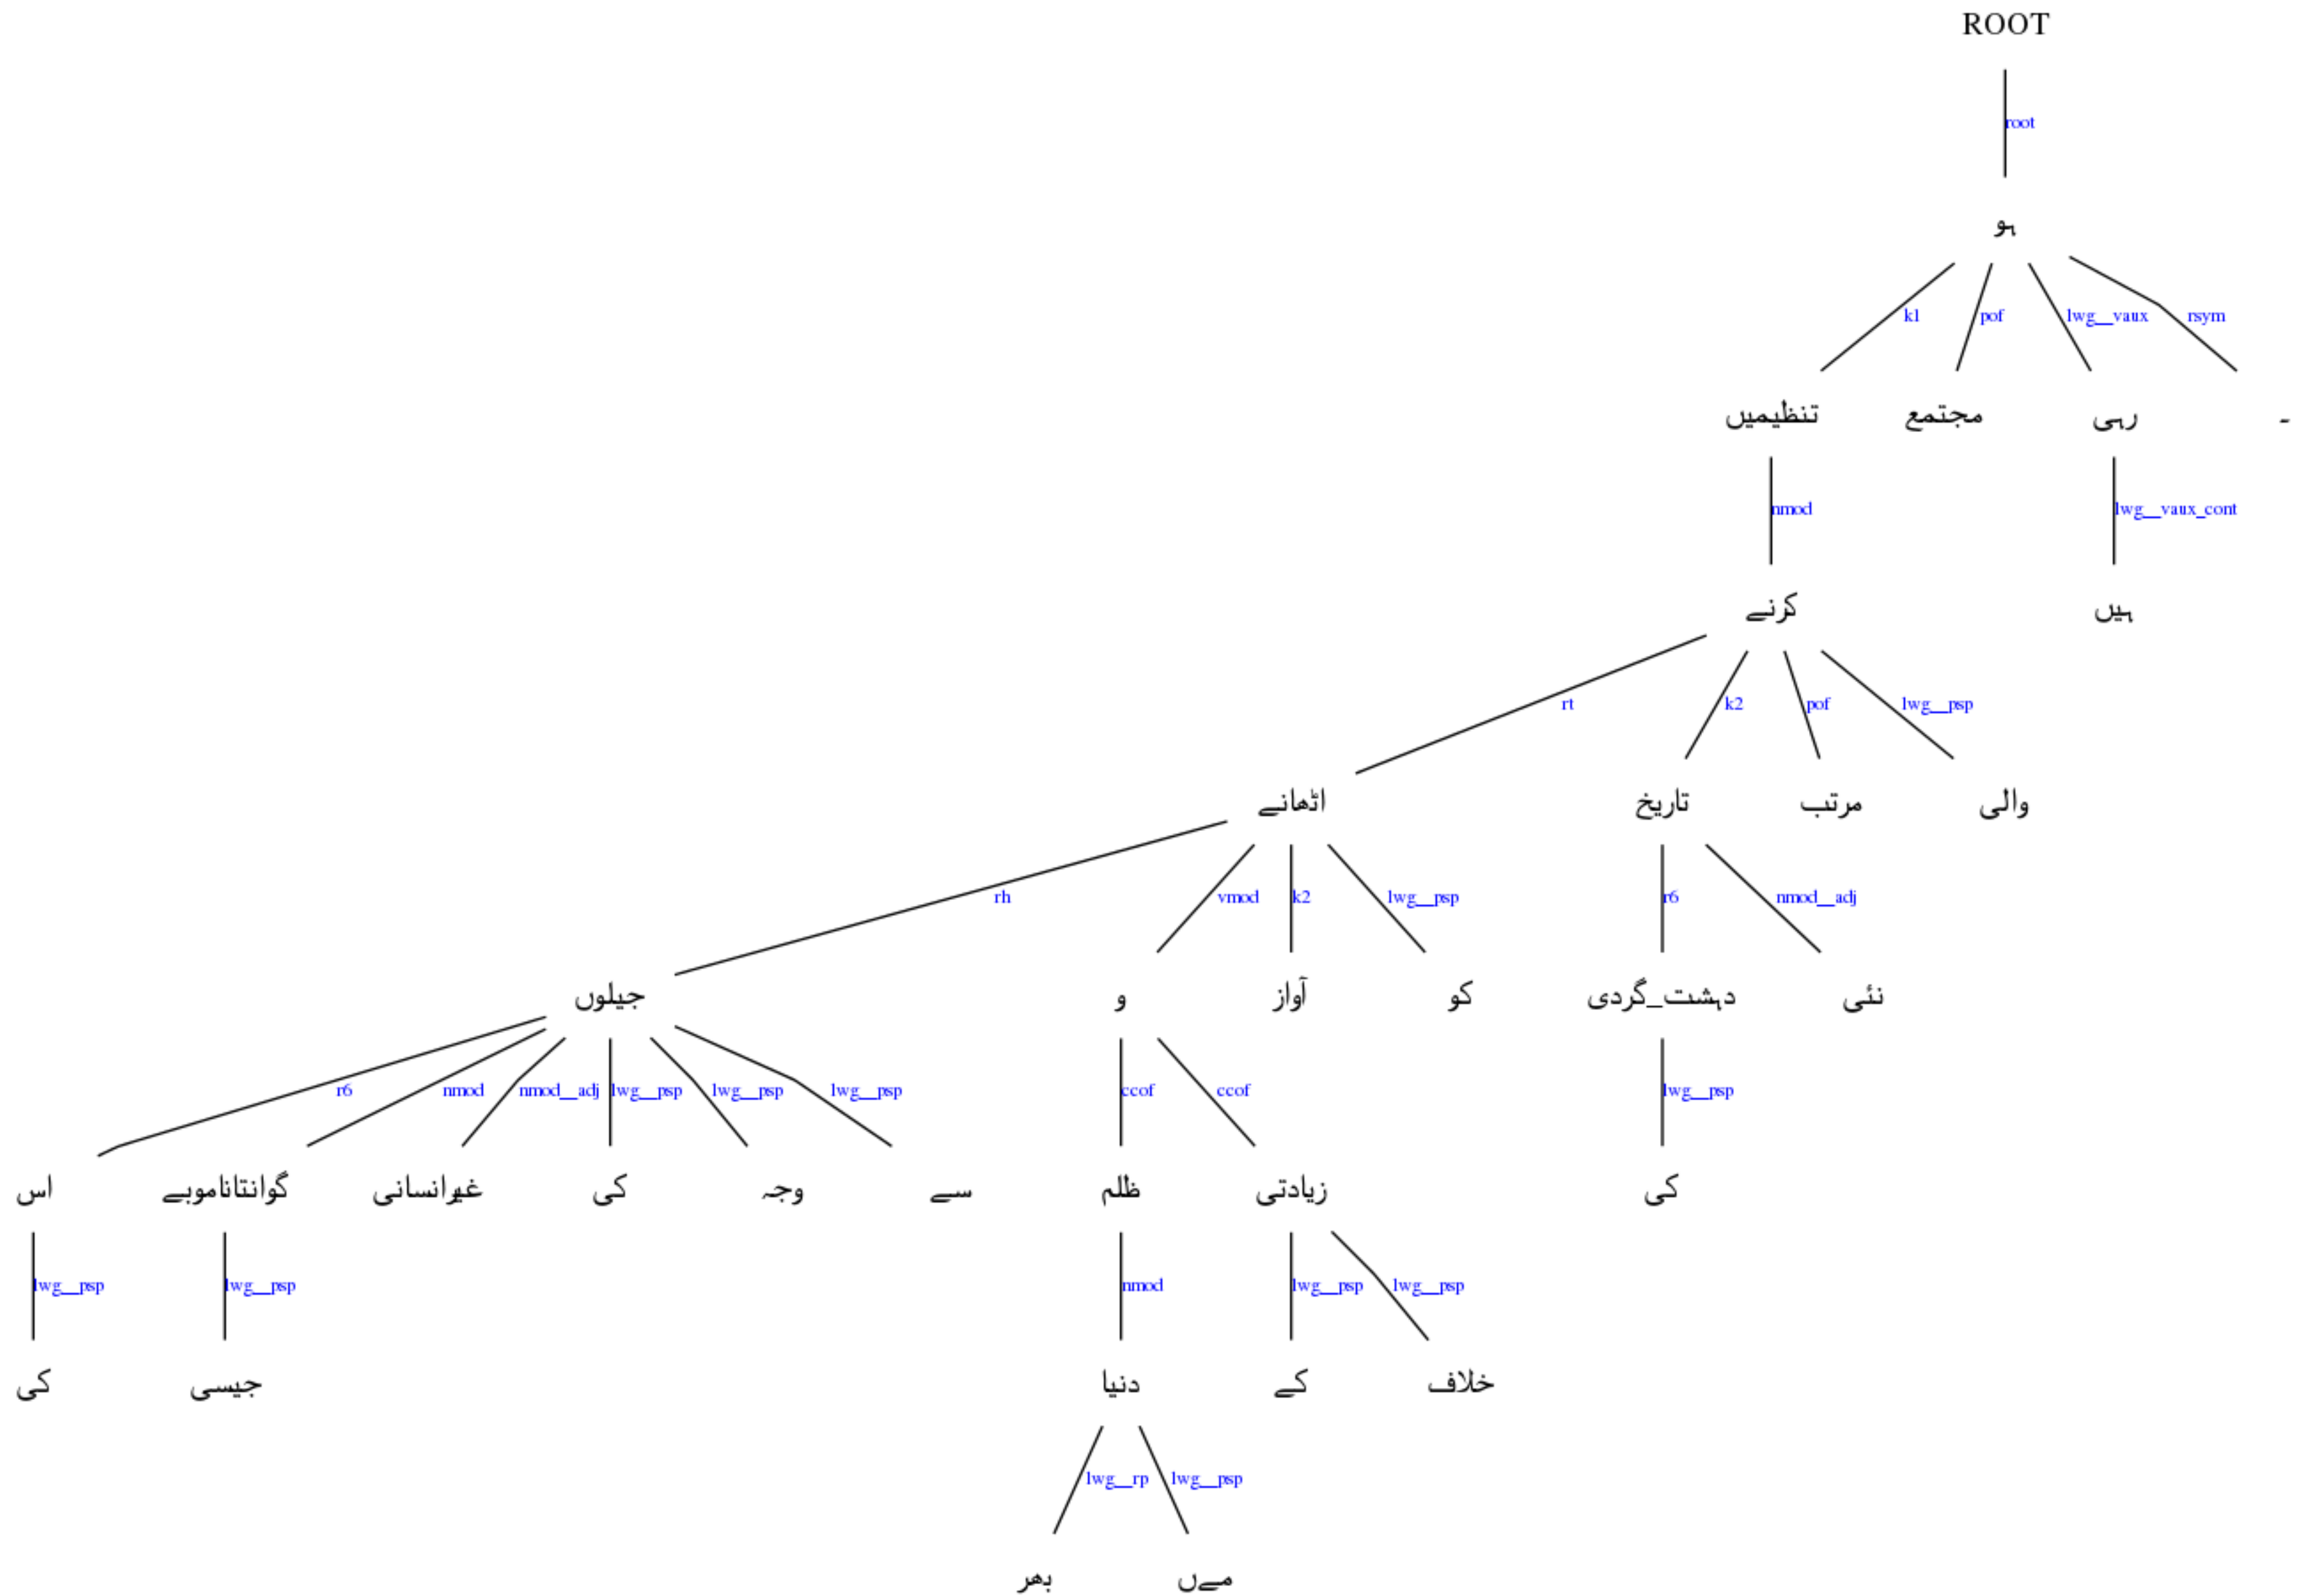 ROOT
root
ہو
k1 pof lwg__vaux rsym
تنظیمیں مجتمع رہی ۔
nmod lwg__vaux_cont
کرنے ہیں
rt k2 pof lwg__psp
اٹھانے تاریخ مرتب والی
rh vmod k2 lwg__psp r6 nmod__adj
جیلوں و آواز کو دہشت_گردی نئی
r6 nmod nmod__adj lwg__psp lwg__psp lwg__psp ccof ccof lwg__psp
اس گوانتاناموبے غیرانسانی کی وجہ سے ظلم زیادتی کی
lwg__psp lwg__psp nmod lwg__psp lwg__psp
کی جیسی دنیا کے خلاف
lwg__rp lwg__psp
بھر مےں